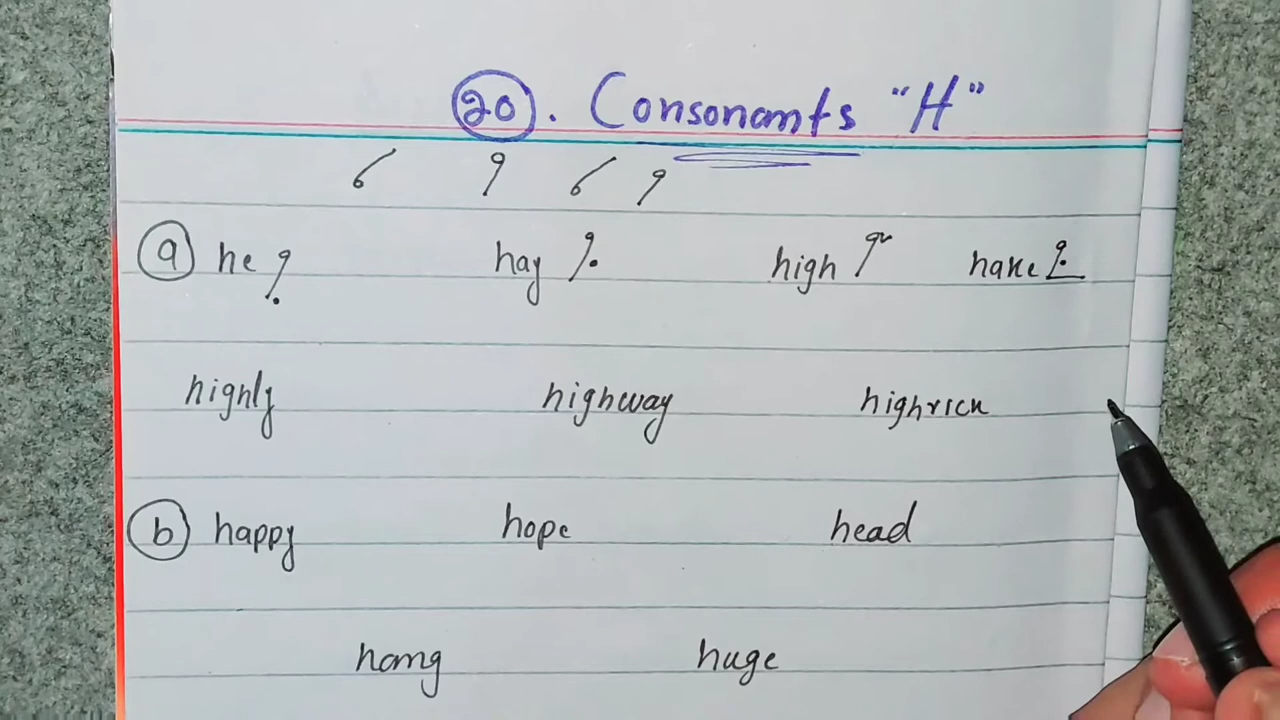 20. Consonants "H"
a he hay high hake
highly highway highrich
b happy hope head
hang huge